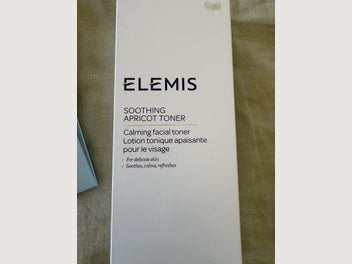 ELEMIS
SOOTHING
APRICOT TONER
Calming facial toner
Lotion tonique apaisante
pour le visage
› For delicate skin
› Soothes, calms, refreshes